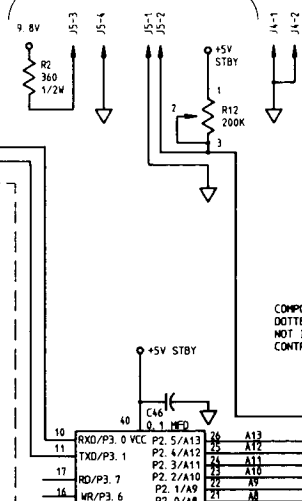 J5-3
J5-4
J5-1
J5-2
J4-1
J4-2
9.8V
R2
360
1/2W
+5V
STBY
1
2
R12
200K
3
+5V STBY
C46
0.1 MFD
40
10
RXD/P3.0 VCC P2.5/A13
26
A13
11
TXD/P3.1
P2.4/A12
25
A12
P2.3/A11
24
A11
17
RD/P3.7
P2.2/A10
23
A10
P2.1/A9
22
A9
16
WR/P3.6
P2.0/A8
21
A8